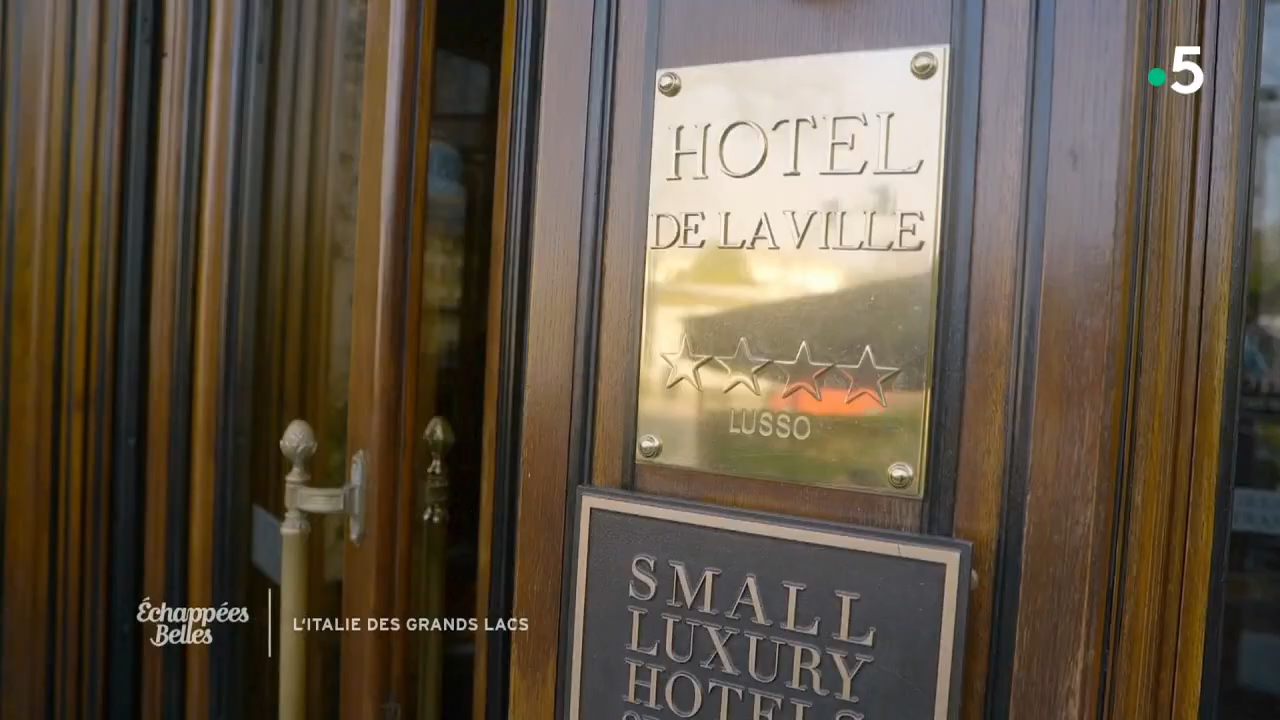 5
HOTEL
DE LA VILLE
LUSSO
SMALL
LUXURY
HOTELS
Échappées
Belles
L'ITALIE DES GRANDS LACS